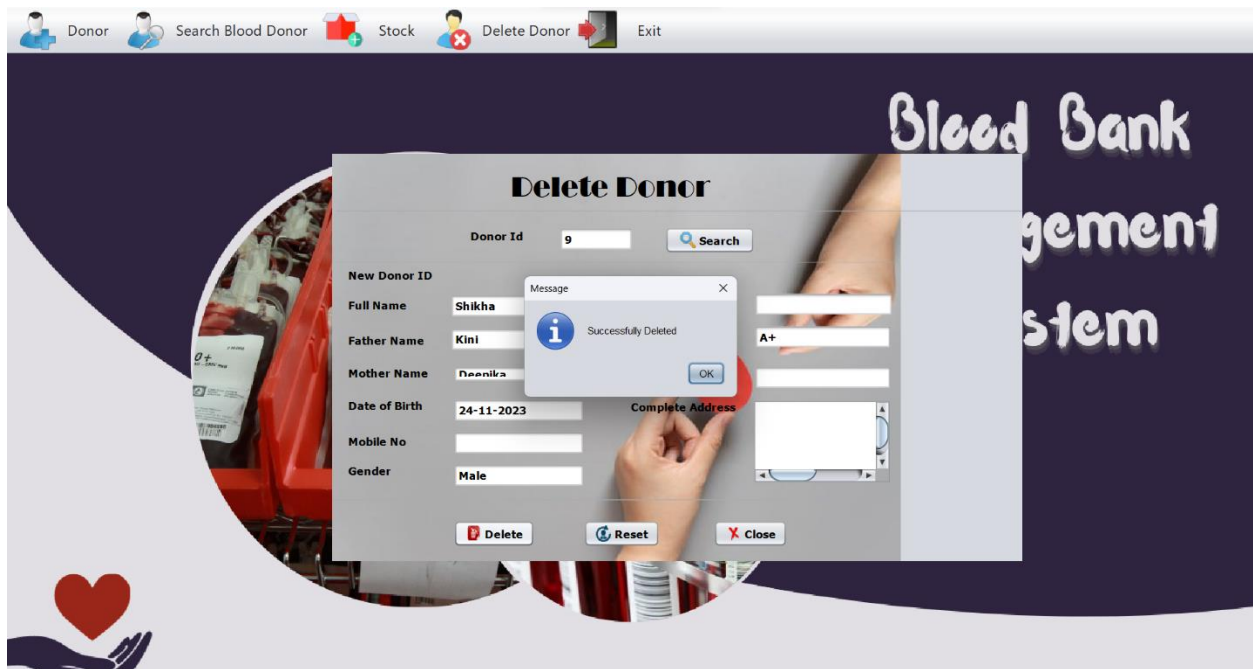 Donor Search Blood Donor Stock Delete Donor Exit
Blood Bank
gement
stem
Delete Donor
Donor Id 9 Search
New Donor ID
Full Name Shikha
Father Name Kini A+
Mother Name Deepika
Date of Birth 24-11-2023 Complete Address
Mobile No
Gender Male
Delete Reset Close
Message
Successfully Deleted
OK
O+